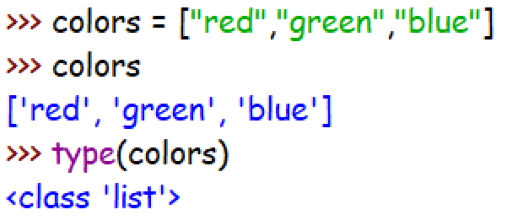 >>> colors = ["red","green","blue"]
>>> colors
['red', 'green', 'blue']
>>> type(colors)
<class 'list'>